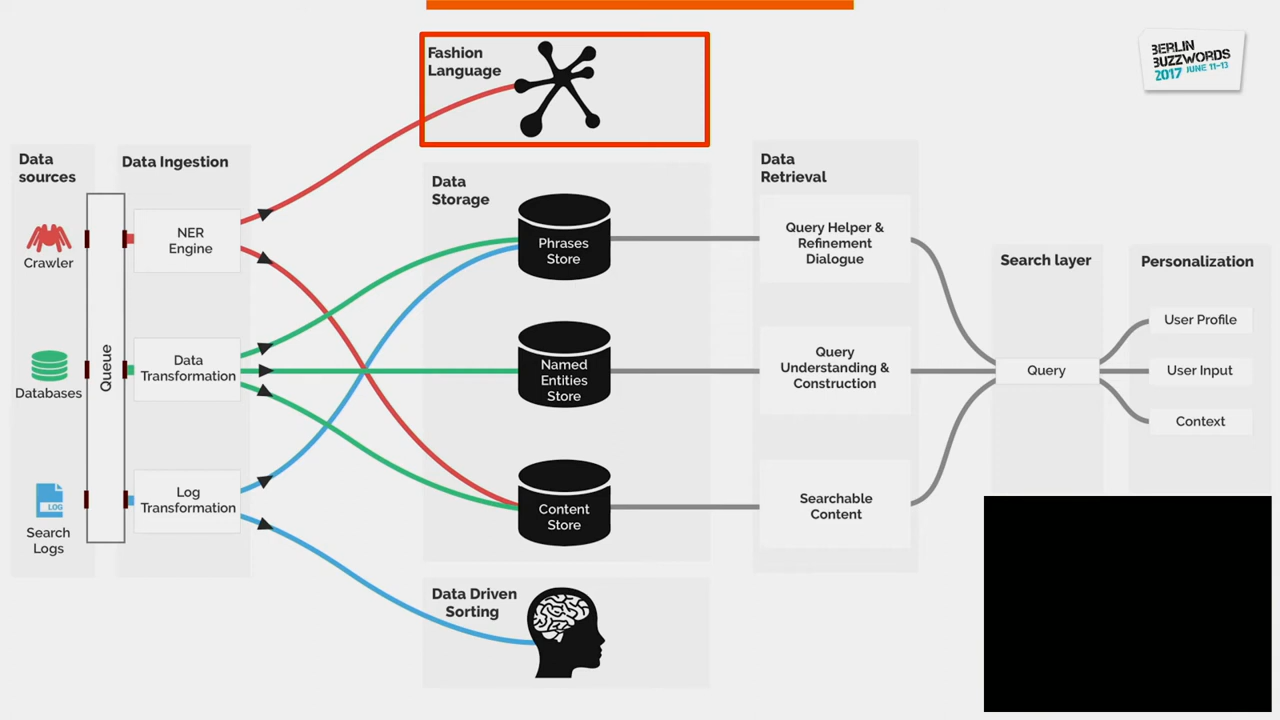 Fashion
Language
BERLIN
BUZZWORDS
2017 JUNE 11-13
Data
sources
Crawler
Databases
LOG
Search
Logs
Queue
Data Ingestion
NER
Engine
Data
Transformation
Log
Transformation
Data
Storage
Phrases
Store
Named
Entities
Store
Content
Store
Data Driven
Sorting
Data
Retrieval
Query Helper &
Refinement
Dialogue
Query
Understanding &
Construction
Searchable
Content
Search layer
Query
Personalization
User Profile
User Input
Context